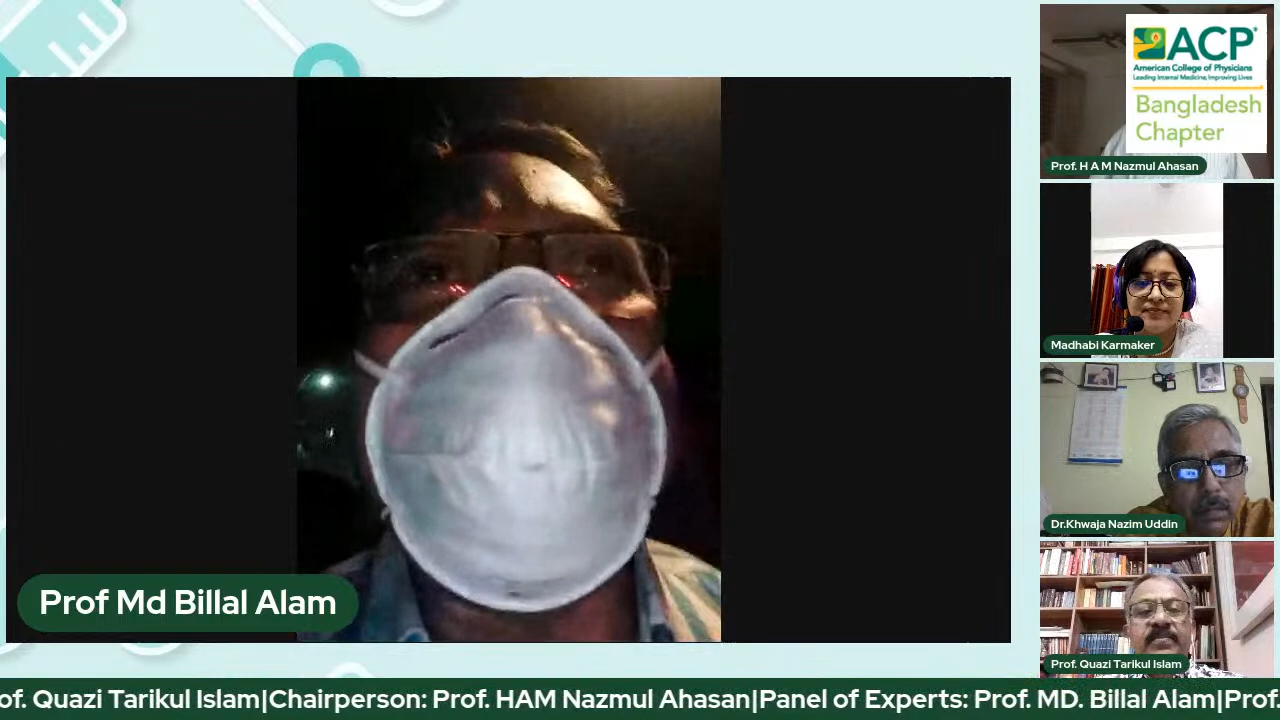 ACP
American College of Physicians
Leading Internal Medicine, Improving Lives
Bangladesh
Chapter
Prof. H A M Nazmul Ahasan
Madhabi Karmaker
Dr.Khwaja Nazim Uddin
Prof Md Billal Alam
Prof. Quazi Tarikul Islam
of. Quazi Tarikul Islam|Chairperson: Prof. HAM Nazmul Ahasan|Panel of Experts: Prof. MD. Billal Alam|Prof.